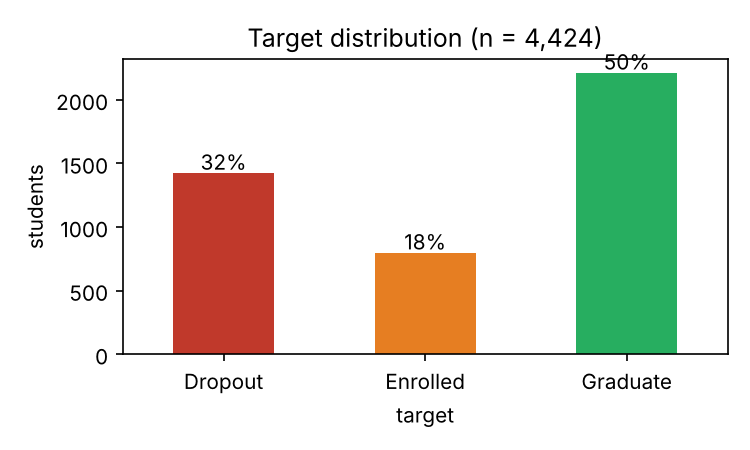 Target distribution (n = 4,424)
50%
32%
18%
2000
1500
1000
500
0
students
Dropout Enrolled Graduate
target